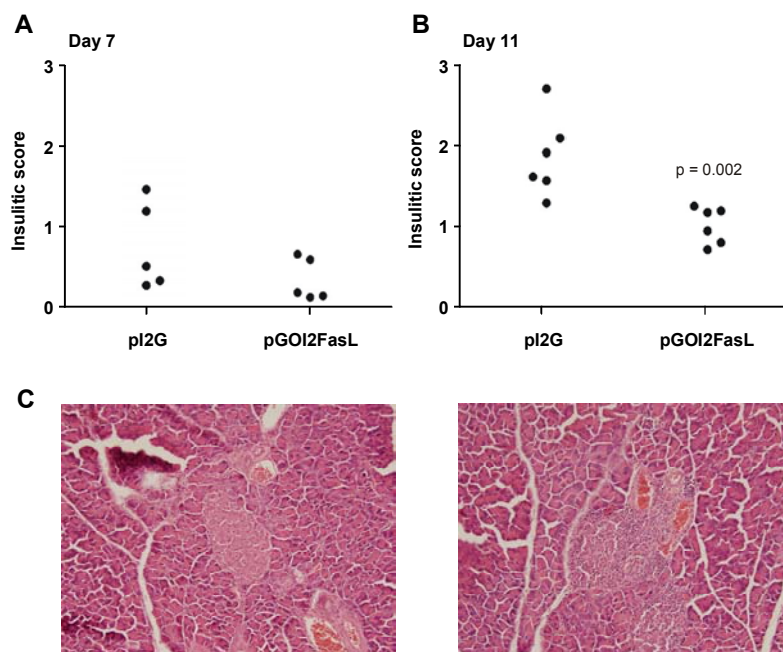 A
Day 7
Insulitic score
3
2
1
0
pI2G
pGOI2FasL
B
Day 11
Insulitic score
3
2
1
0
p = 0.002
pI2G
pGOI2FasL
C